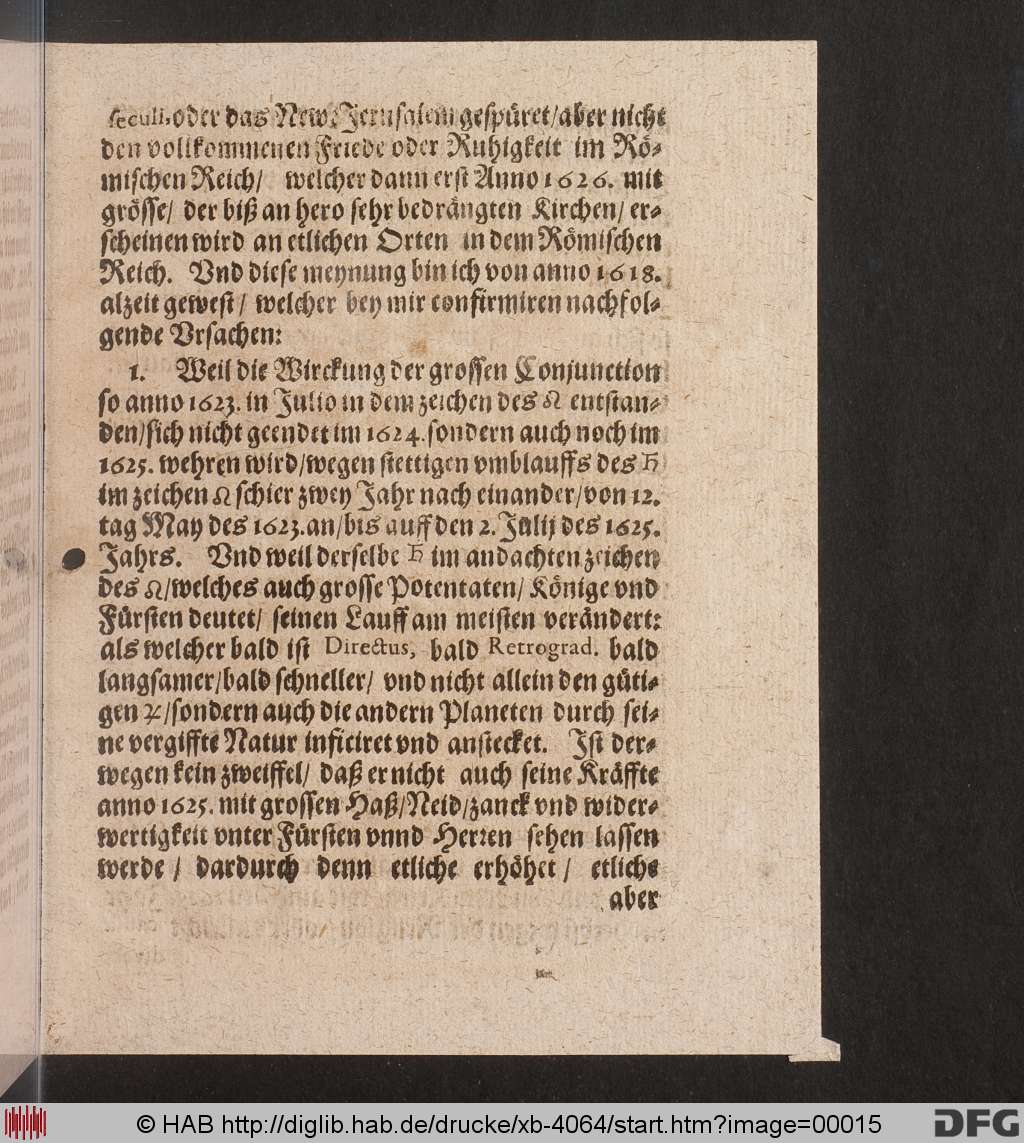 seculi, oder das New: Jerusalem gespüret/aber nicht
den vollkommenen Friede oder Ruhigkeit im Rö-
mischen Reich/ welcher dann erst Anno 1626. mit
grösse/ der biß an hero sehr bedrängten Kirchen/ er-
scheinen wird an etlichen Orten in dem Römischen
Reich. Vnd diese meynung bin ich von anno 1618.
alzeit gewest/ welcher bey mir confirmiren nachfol-
gende Vrsachen:
1. Weil die Wirckung der grossen Conjunction
so anno 1623. in Julio in dem zeichen des ♌ entstan-
den/sich nicht geendet im 1624. sondern auch noch im
1625. wehren wird/wegen stettigen vmblauffs des ♄
im zeichen ♌ schier zwey Jahr nach einander/von 12.
tag May des 1623. an/bis auff den 2. Julij des 1625.
Jahrs. Vnd weil derselbe ♄ im andachten zeichen
des ♌/welches auch grosse Potentaten/ Könige vnd
Fürsten deutet/ seinen Lauff am meisten verändert:
als welcher bald ist Directus, bald Retrograd. bald
langsamer/bald schneller/ vnd nicht allein den güti-
gen ♃/sondern auch die andern Planeten durch sei-
ne vergiffte Natur inficiret vnd anstecket. Ist der-
wegen kein zweiffel/ daß er nicht auch seine Kräffte
anno 1625. mit grossen Haß/Neid/zanck vnd wider-
wertigkeit vnter Fürsten vnnd Herren sehen lassen
werde / dardurch denn etliche erhöhet / etliche
aber
© HAB http://diglib.hab.de/drucke/xb-4064/start.htm?image=00015
DFG